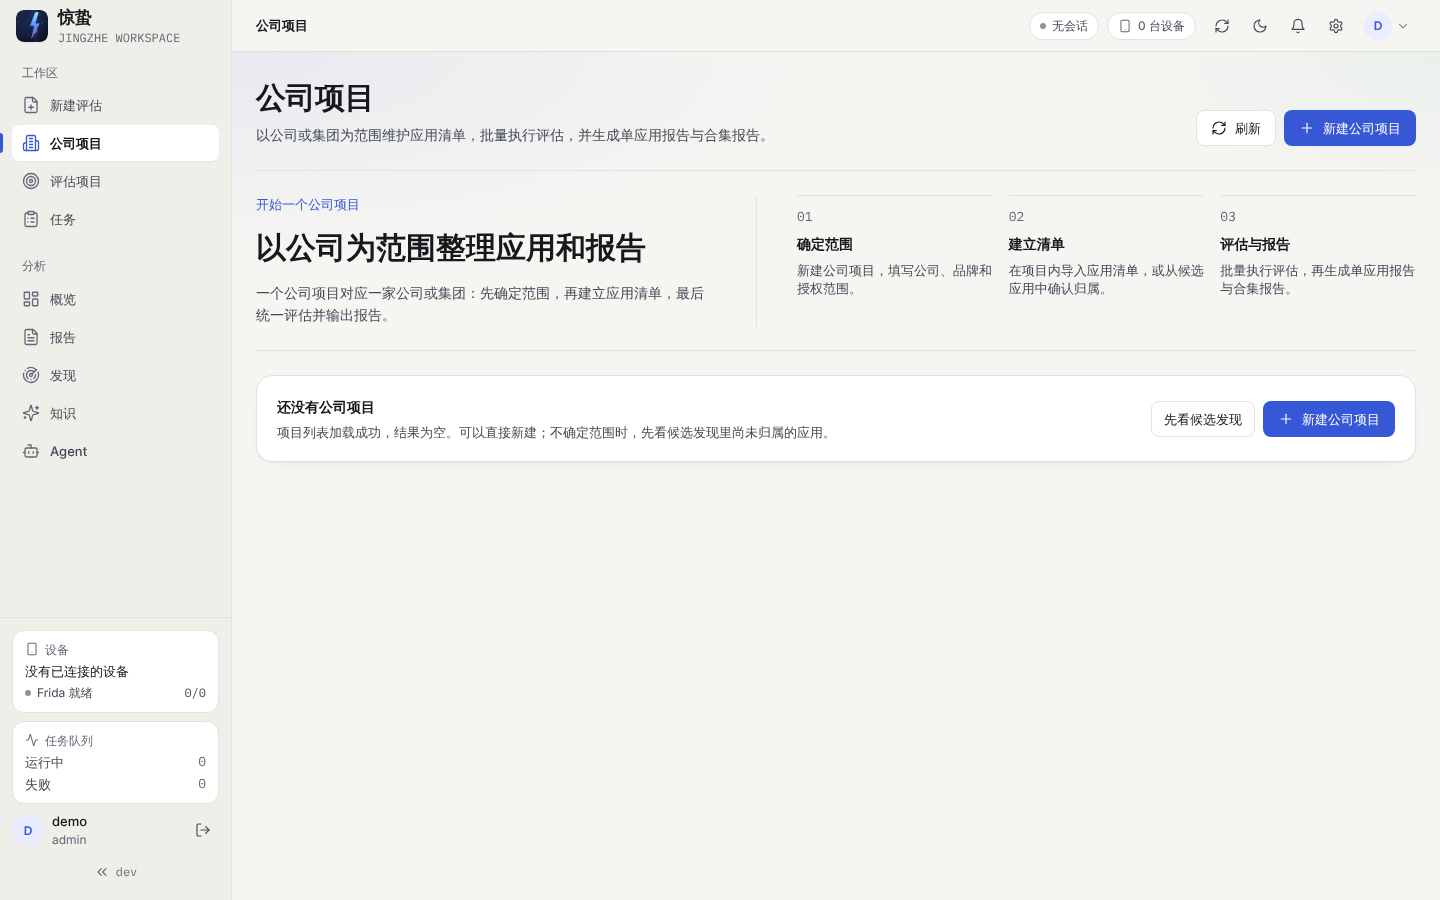 惊蛰
JINGZHE WORKSPACE
工作区
新建评估
公司项目
评估项目
任务
分析
概览
报告
发现
知识
Agent
设备
没有已连接的设备
Frida 就绪 0/0
任务队列
运行中 0
失败 0
D
demo
admin
dev
公司项目
无会话
0 台设备
D
公司项目
以公司或集团为范围维护应用清单，批量执行评估，并生成单应用报告与合集报告。
刷新
新建公司项目
开始一个公司项目
以公司为范围整理应用和报告
一个公司项目对应一家公司或集团：先确定范围，再建立应用清单，最后
统一评估并输出报告。
01
确定范围
新建公司项目，填写公司、品牌和
授权范围。
02
建立清单
在项目内导入应用清单，或从候选
应用中确认归属。
03
评估与报告
批量执行评估，再生成单应用报告
与合集报告。
还没有公司项目
项目列表加载成功，结果为空。可以直接新建；不确定范围时，先看候选发现里尚未归属的应用。
先看候选发现
新建公司项目